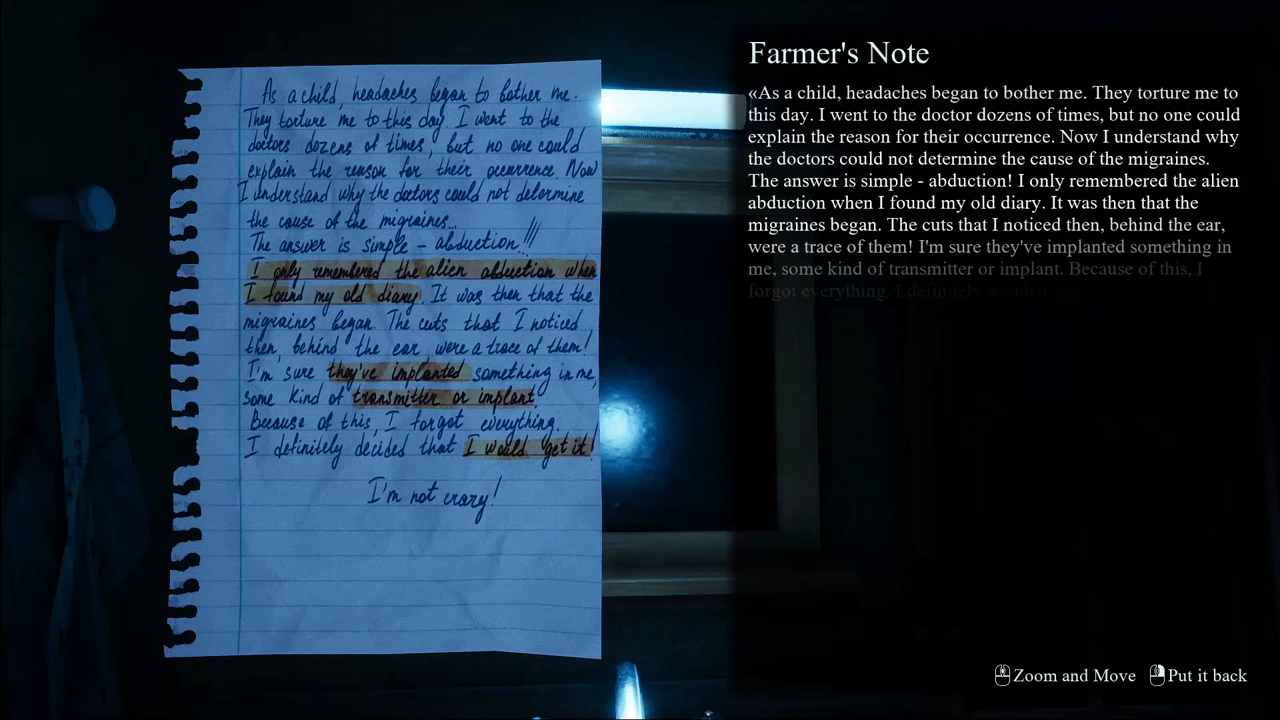 As a child, headaches began to bother me.
They torture me to this day. I went to the
doctors dozens of times, but no one could
explain the reason for their occurrence. Now
I understand why the doctors could not determine
the cause of the migraines...
The answer is simple - abduction!!!
I only remembered the alien abduction when
I found my old diary. It was then that the
migraines began. The cuts that I noticed
then, behind the ear, were a trace of them!
I'm sure they've implanted something in me,
some kind of transmitter or implant.
Because of this, I forgot everything.
I definitely decided that I would get it!
I'm not crazy!
Farmer's Note
«As a child, headaches began to bother me. They torture me to
this day. I went to the doctor dozens of times, but no one could
explain the reason for their occurrence. Now I understand why
the doctors could not determine the cause of the migraines.
The answer is simple - abduction! I only remembered the alien
abduction when I found my old diary. It was then that the
migraines began. The cuts that I noticed then, behind the ear,
were a trace of them! I'm sure they've implanted something in
me, some kind of transmitter or implant. Because of this, I
forgot everything. I definitely decided
Zoom and Move
Put it back